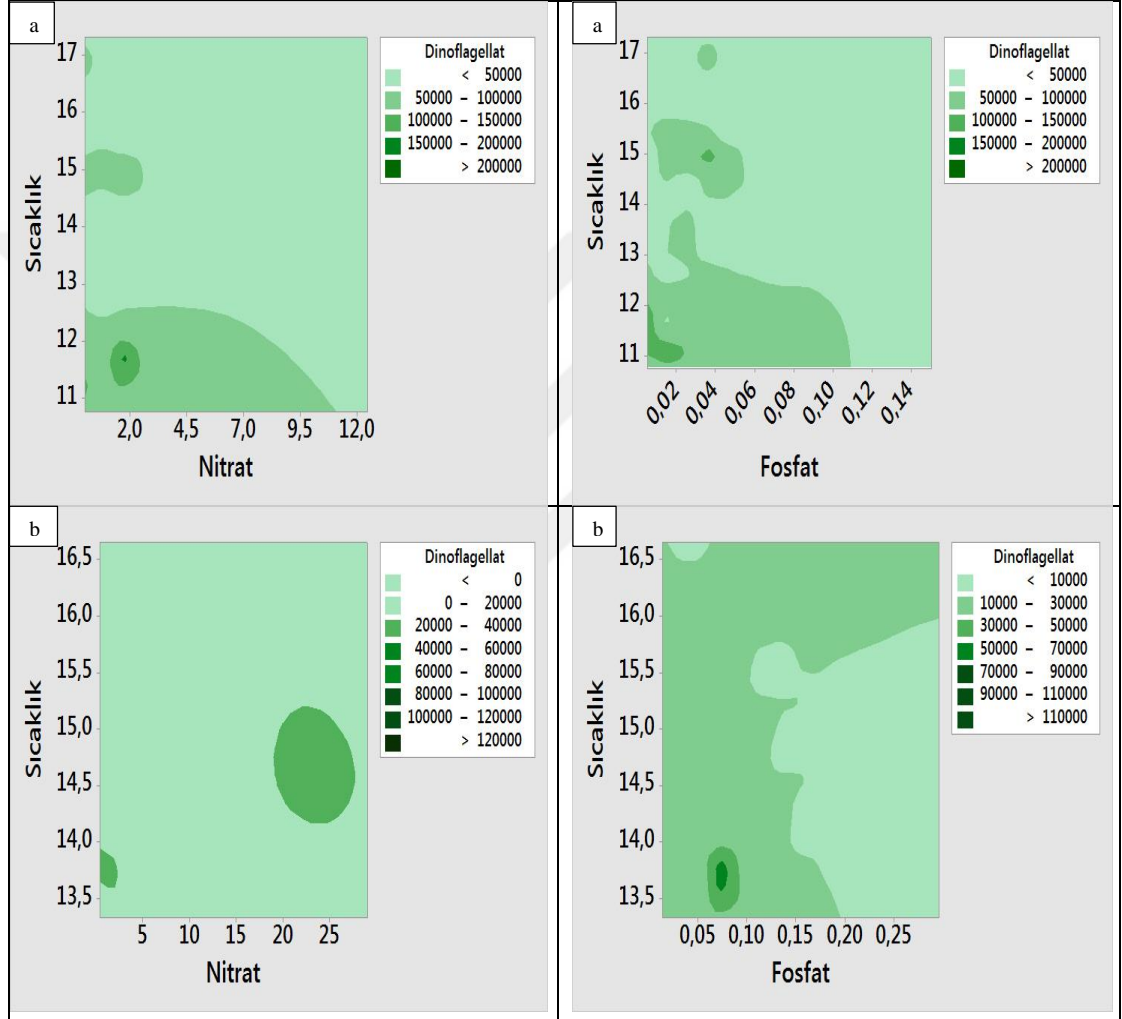 a
Dinoflagellat
< 50000
50000 – 100000
100000 – 150000
150000 – 200000
> 200000
17
16
15
14
13
12
11
Sıcaklık
2,0 4,5 7,0 9,5 12,0
Nitrat
a
Dinoflagellat
< 50000
50000 – 100000
100000 – 150000
150000 – 200000
> 200000
17
16
15
14
13
12
11
Sıcaklık
0,02 0,04 0,06 0,08 0,10 0,12 0,14
Fosfat
b
Dinoflagellat
< 0
0 – 20000
20000 – 40000
40000 – 60000
60000 – 80000
80000 – 100000
100000 – 120000
> 120000
16,5
16,0
15,5
15,0
14,5
14,0
13,5
Sıcaklık
5 10 15 20 25
Nitrat
b
Dinoflagellat
< 10000
10000 – 30000
30000 – 50000
50000 – 70000
70000 – 90000
90000 – 110000
> 110000
16,5
16,0
15,5
15,0
14,5
14,0
13,5
Sıcaklık
0,05 0,10 0,15 0,20 0,25
Fosfat